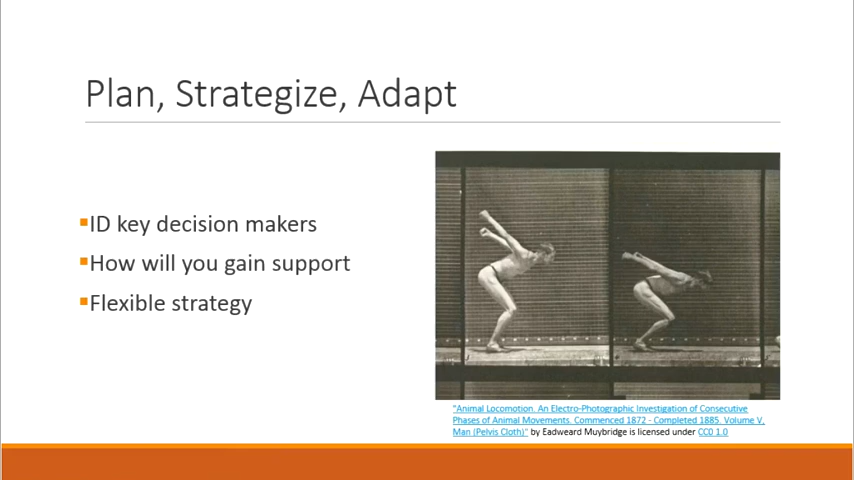 Plan, Strategize, Adapt
ID key decision makers
How will you gain support
Flexible strategy
"Animal Locomotion. An Electro-Photographic Investigation of Consecutive
Phases of Animal Movements. Commenced 1872 - Completed 1885. Volume V,
Man (Pelvis Cloth)" by Eadweard Muybridge is licensed under CC0 1.0